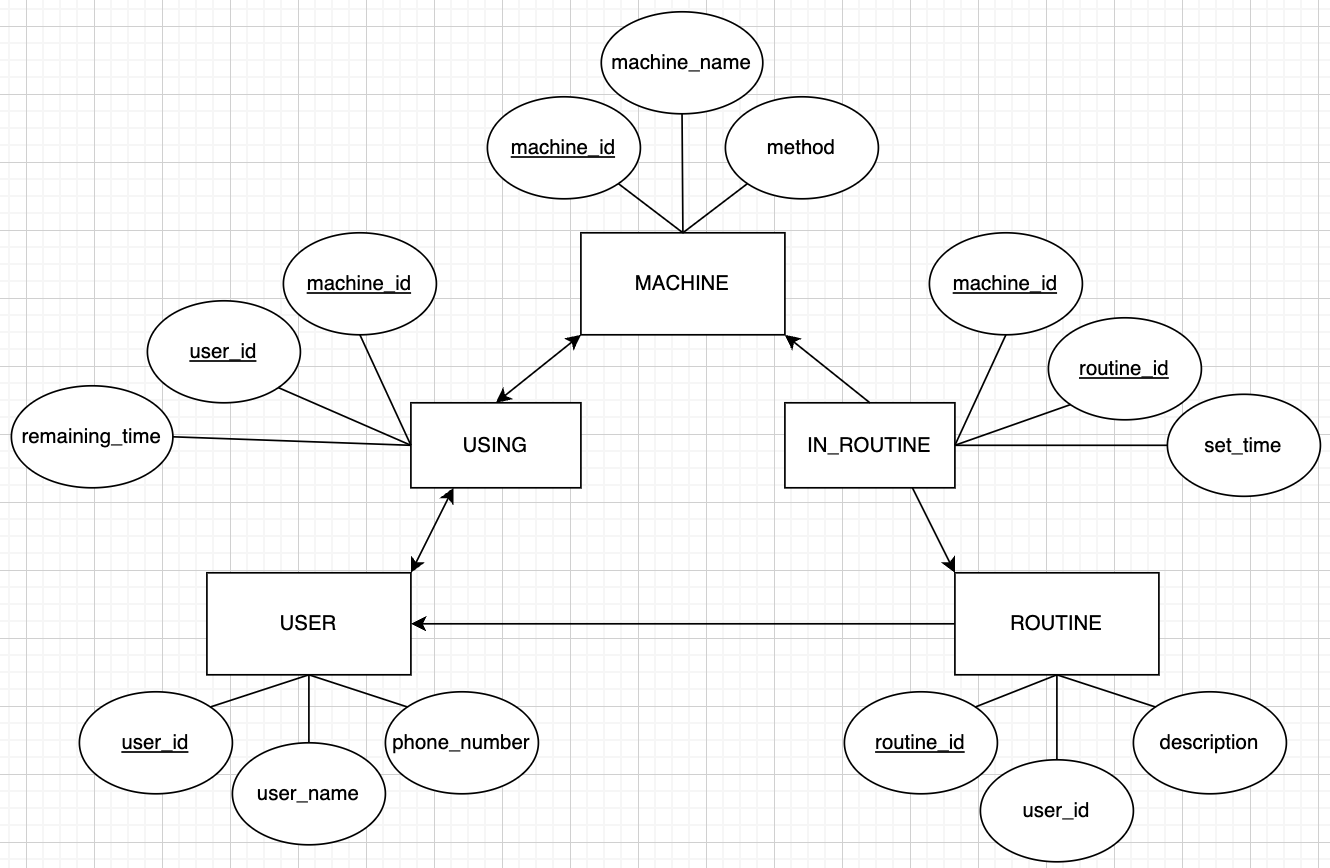 machine_name
machine_id
method
MACHINE
machine_id
machine_id
user_id
routine_id
remaining_time
USING
IN_ROUTINE
set_time
USER
ROUTINE
user_id
phone_number
routine_id
description
user_name
user_id